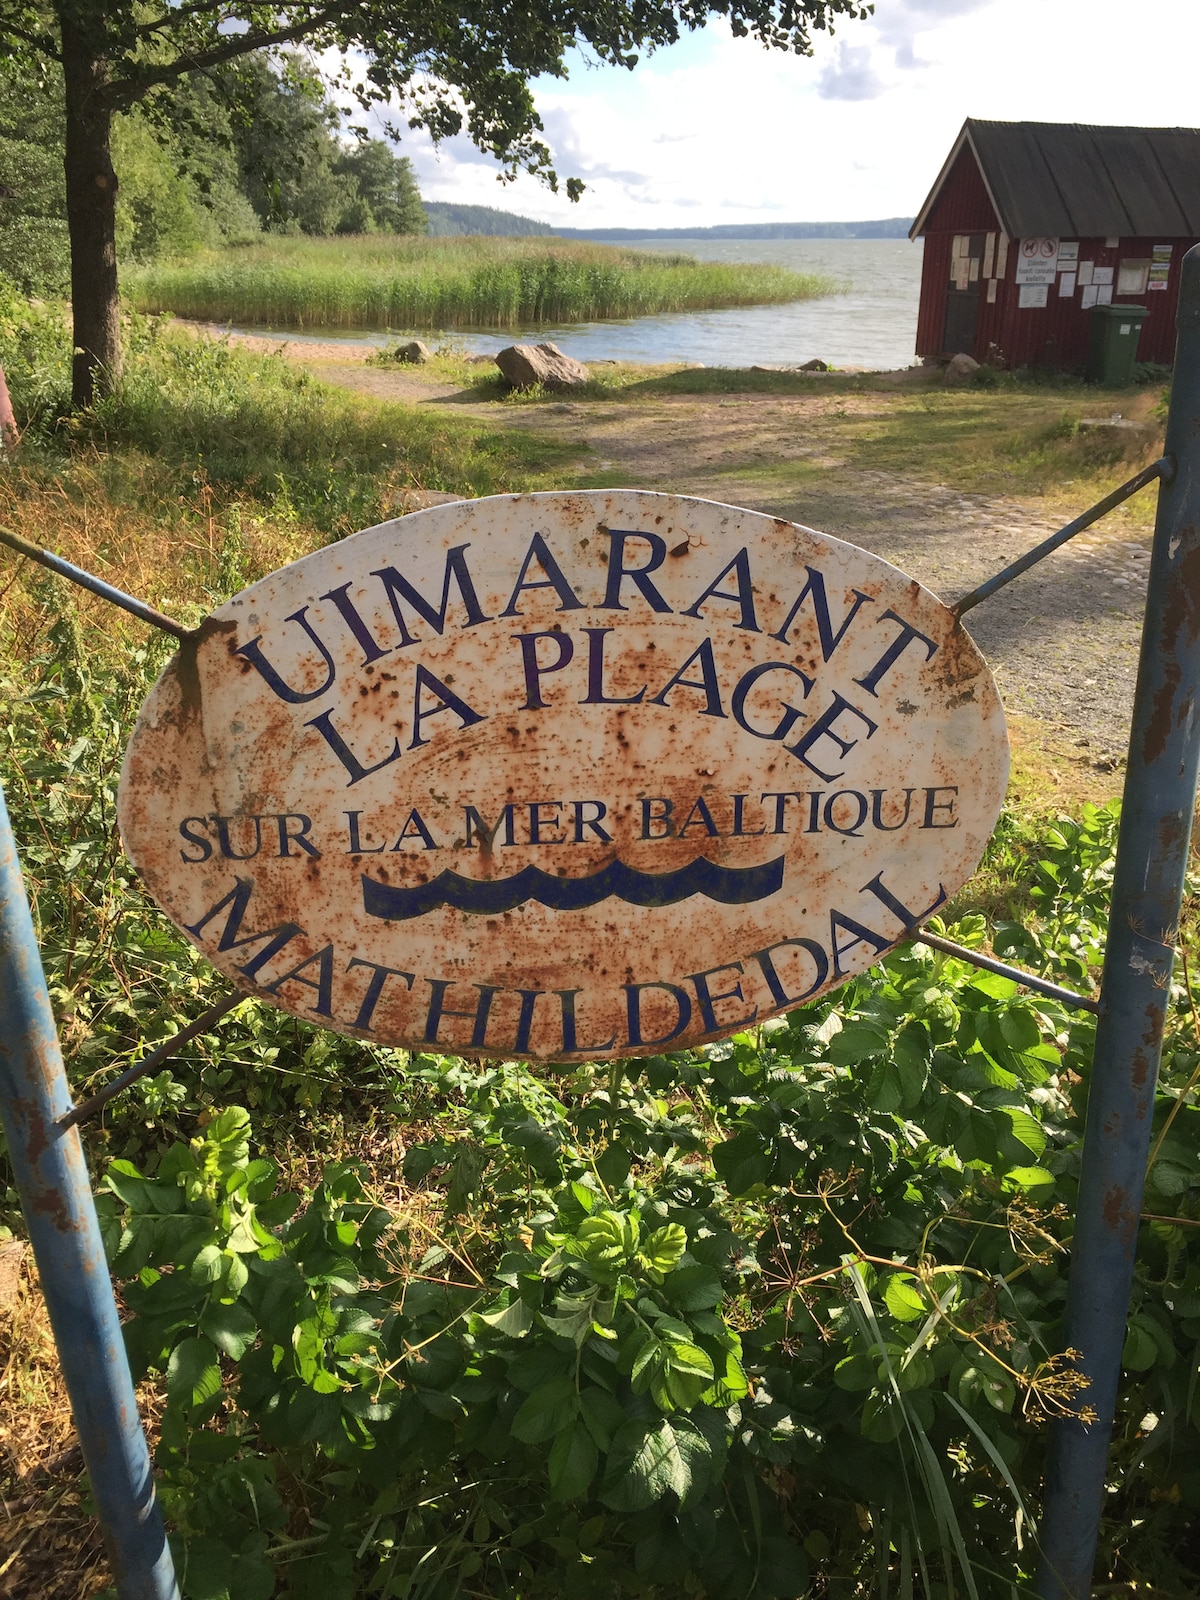 UIMARANT
LA PLAGE
SUR LA MER BALTIQUE
MATHILDEDAL